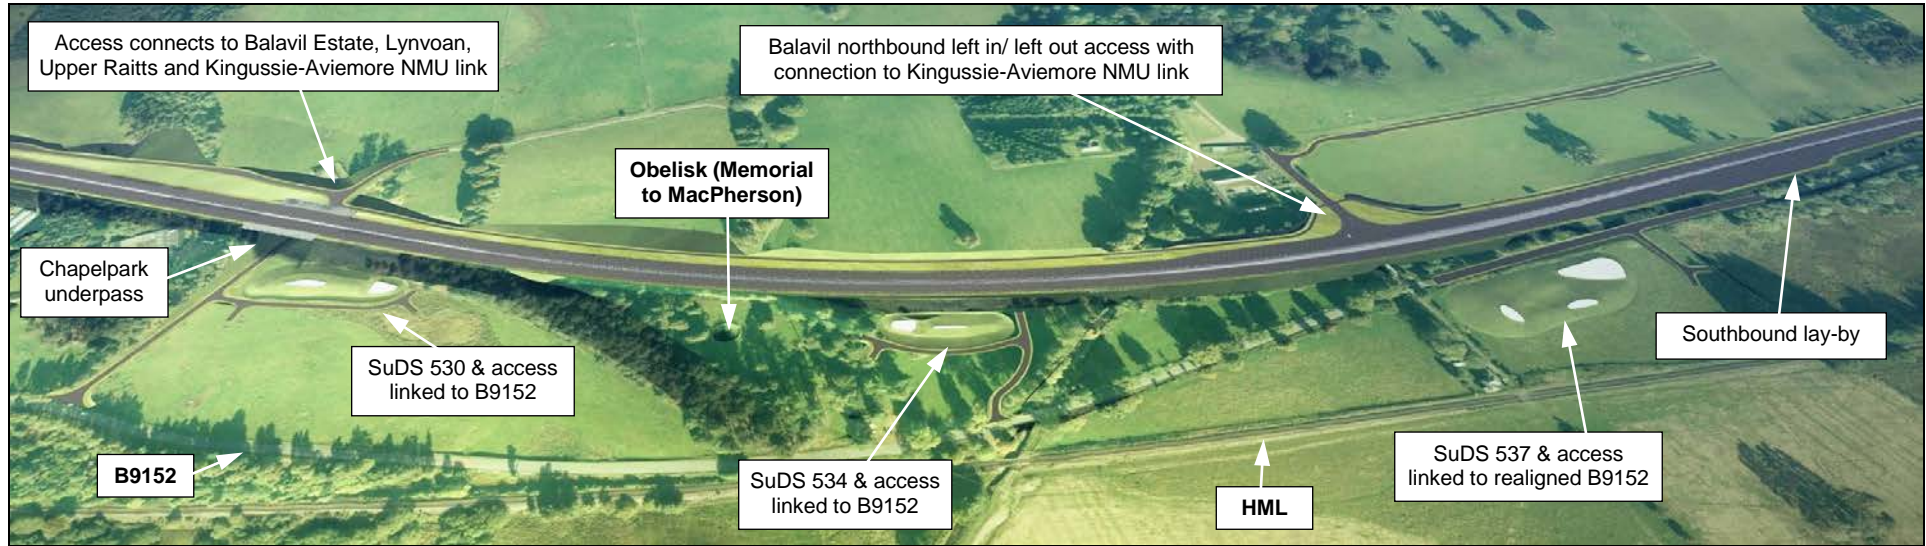 Access connects to Balavil Estate, Lynvoan,
Upper Raitts and Kingussie-Aviemore NMU link
Balavil northbound left in/ left out access with
connection to Kingussie-Aviemore NMU link
Obelisk (Memorial
to MacPherson)
Chapelpark
underpass
Southbound lay-by
SuDS 530 & access
linked to B9152
B9152
SuDS 534 & access
linked to B9152
SuDS 537 & access
linked to realigned B9152
HML